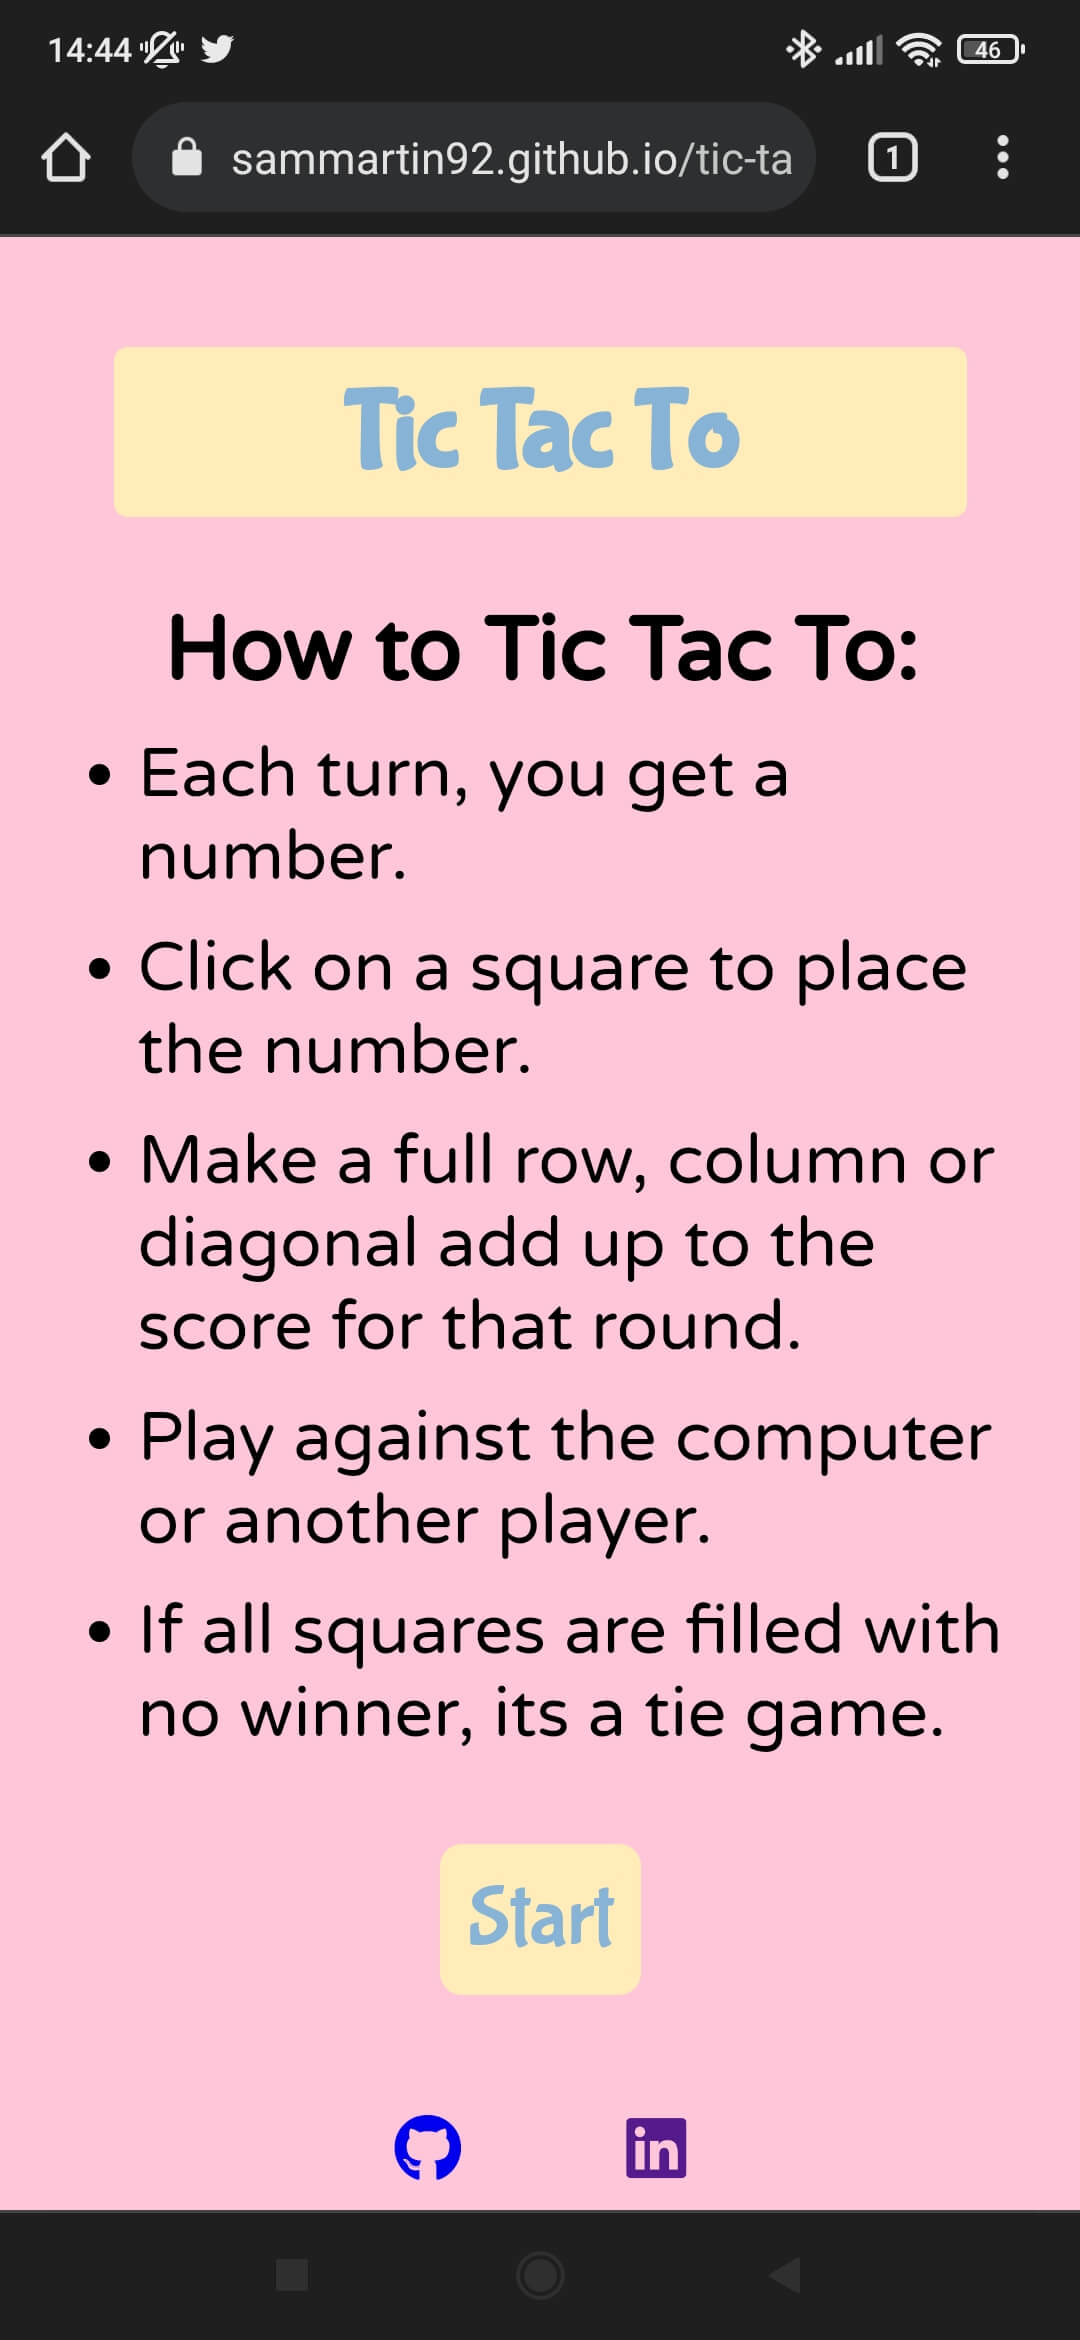 14:44
46
sammartin92.github.io/tic-ta
1
Tic Tac To
How to Tic Tac To:
• Each turn, you get a
number.
• Click on a square to place
the number.
• Make a full row, column or
diagonal add up to the
score for that round.
• Play against the computer
or another player.
• If all squares are filled with
no winner, its a tie game.
Start
in